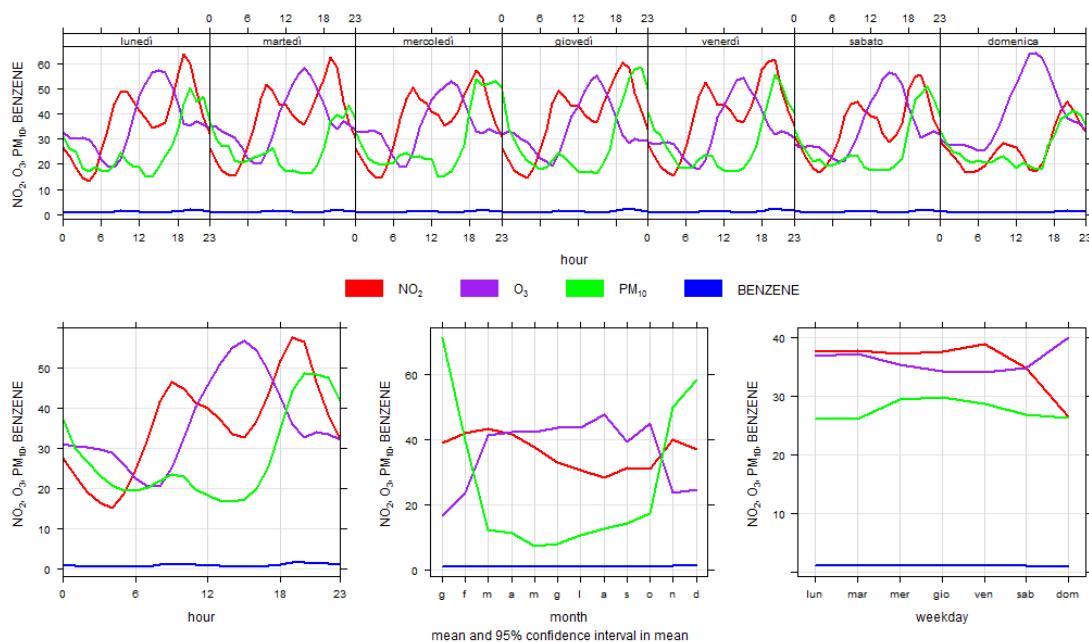 0 6 12 18 23 0 6 12 18 23 0 6 12 18 23
lunedì martedì mercoledì giovedì venerdì sabato domenica
NO₂, O₃, PM₁₀, BENZENE
60
50
40
30
20
10
0
0 6 12 18 23 0 6 12 18 23 0 6 12 18 23 0 6 12 18 23
hour
NO₂ O₃ PM₁₀ BENZENE
NO₂, O₃, PM₁₀, BENZENE
50
40
30
20
10
0
0 6 12 18 23
hour
NO₂, O₃, PM₁₀, BENZENE
60
40
20
0
g f m a m g l a s o n d
month
NO₂, O₃, PM₁₀, BENZENE
40
30
20
10
lun mar mer gio ven sab dom
weekday
mean and 95% confidence interval in mean